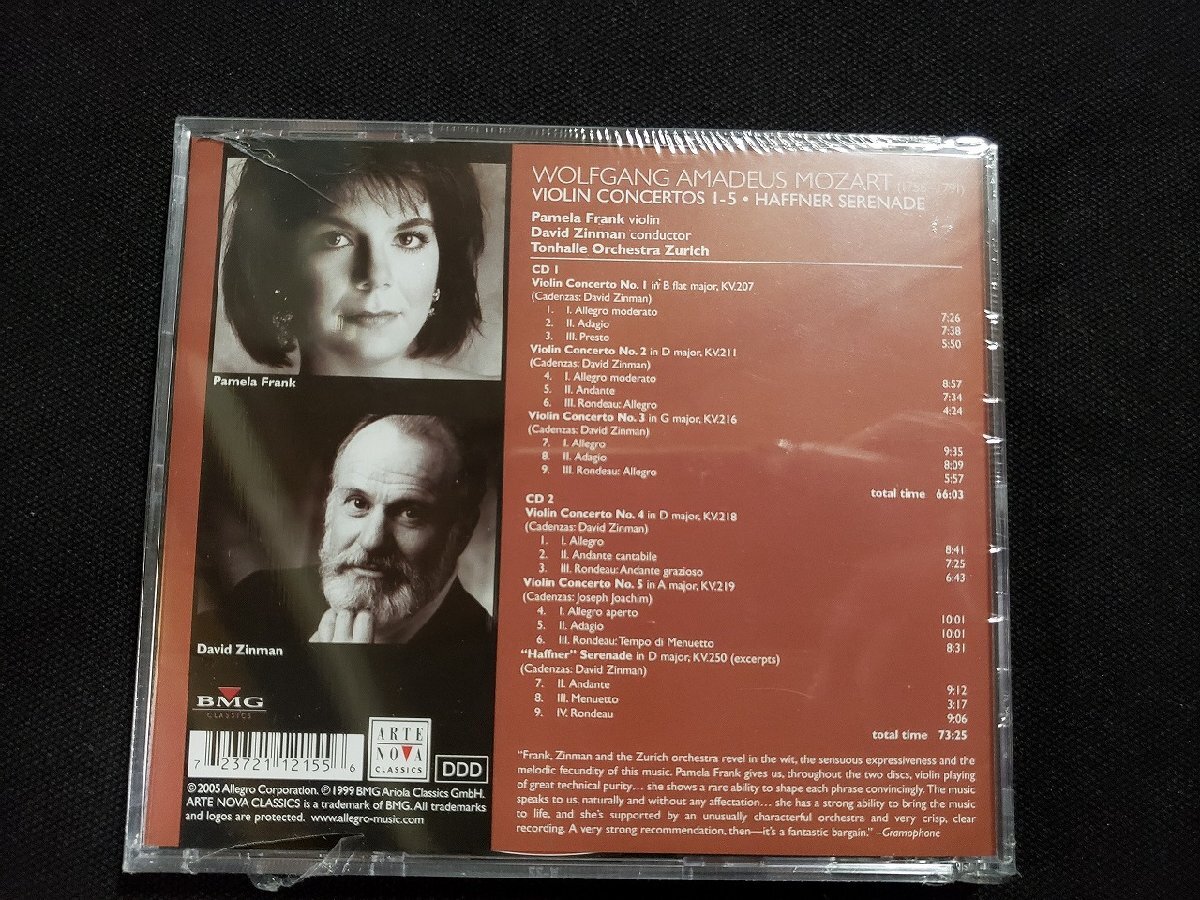 WOLFGANG AMADEUS MOZART
VIOLIN CONCERTOS 1-5 • HAFFNER SERENADE
Pamela Frank violin
David Zinman conductor
Tonhalle Orchestra Zurich
CD 1
Violin Concerto No. 1 in B flat major, KV.207
(Cadenzas: David Zinman)
1. I. Allegro moderato 7:26
2. II. Adagio 7:38
3. III. Presto 5:50
Violin Concerto No. 2 in D major, KV.211
(Cadenzas: David Zinman)
4. I. Allegro moderato 8:57
5. II. Andante 7:34
6. III. Rondeau: Allegro 4:24
Violin Concerto No. 3 in G major, KV.216
(Cadenzas: David Zinman)
7. I. Allegro 9:35
8. II. Adagio 8:09
9. III. Rondeau: Allegro 5:57
total time 66:03
CD 2
Violin Concerto No. 4 in D major, KV.218
(Cadenzas: David Zinman)
1. I. Allegro 8:41
2. II. Andante cantabile 7:25
3. III. Rondeau: Andante grazioso 6:43
Violin Concerto No. 5 in A major, KV.219
(Cadenzas: Joseph Joachim)
4. I. Allegro aperto 10:01
5. II. Adagio 10:01
6. III. Rondeau: Tempo di Menuetto 8:31
"Haffner" Serenade in D major, KV.250 (excerpts)
(Cadenzas: David Zinman)
7. II. Andante 9:12
8. III. Menuetto 3:17
9. IV. Rondeau 9:06
total time 73:25
"Frank, Zinman and the Zurich orchestra revel in the wit, the sensuous expressiveness and the
melodic fecundity of this music. Pamela Frank gives us, throughout the two discs, violin playing
of great technical purity... she shows a rare ability to shape each phrase convincingly. The music
speaks to us naturally and without any affectation... she has a strong ability to bring the music
to life, and she's supported by an unusually characterful orchestra and very crisp, clear
recording. A very strong recommendation, then—it's a fantastic bargain." -Gramophone
Pamela Frank
David Zinman
BMG
CLASSICS
7 23721 12155 6
ARTE
NOVA
CLASSICS
DDD
© 2005 Allegro Corporation. ℗ 1999 BMG Ariola Classics GmbH.
ARTE NOVA CLASSICS is a trademark of BMG. All trademarks
and logos are protected. www.allegro-music.com